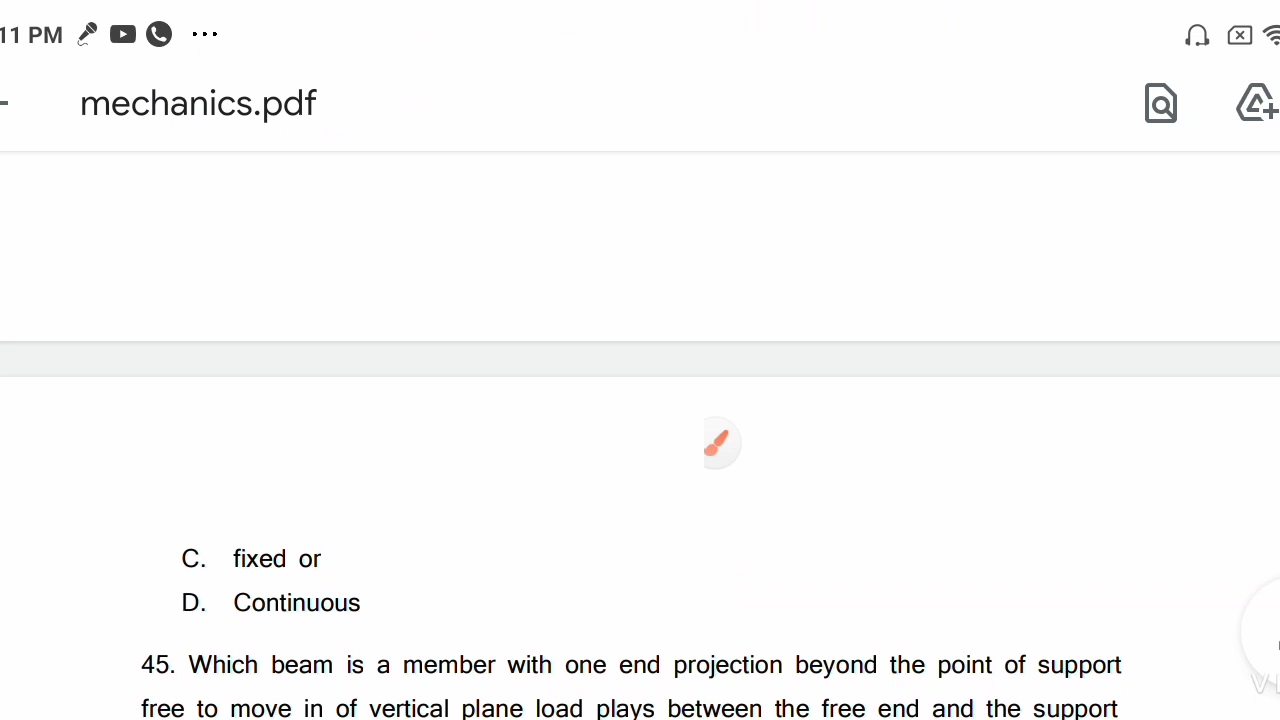 11 PM
mechanics.pdf
C. fixed or
D. Continuous
45. Which beam is a member with one end projection beyond the point of support
free to move in of vertical plane load plays between the free end and the support